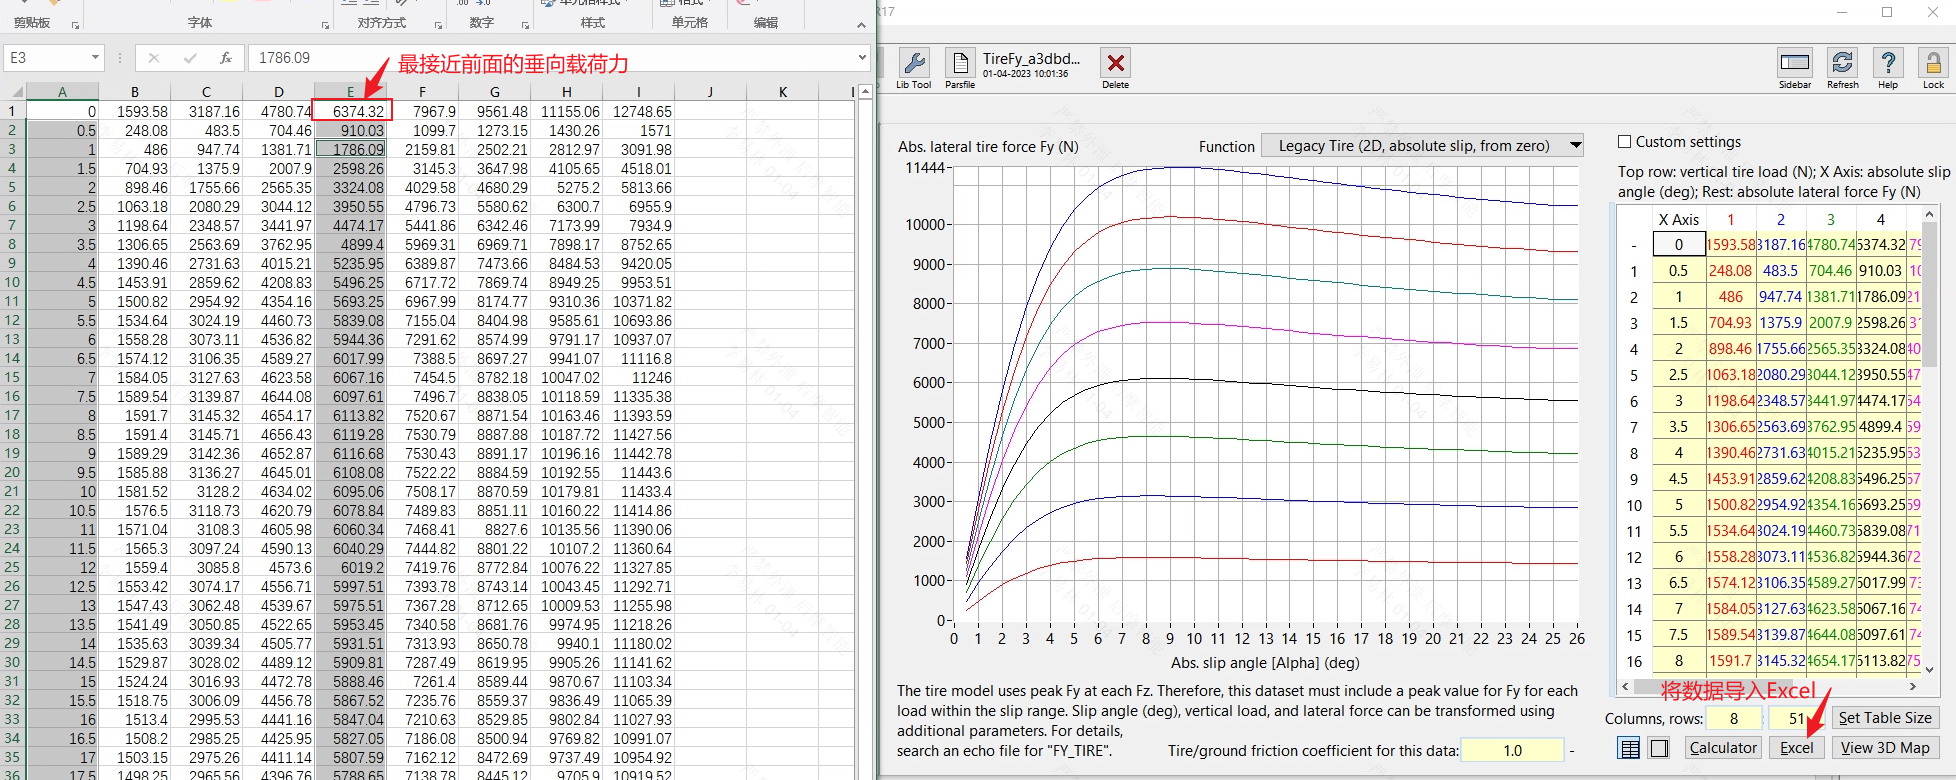 剪贴板 字体 对齐方式 数字 样式 单元格 编辑
E3 fx 1786.09
最接近前面的垂向载荷力
A B C D E F G H I J K
1 0 1593.58 3187.16 4780.74 6374.32 7967.9 9561.48 11155.06 12748.65
2 0.5 248.08 483.5 704.46 910.03 1099.7 1273.15 1430.26 1571
3 1 486 947.74 1381.71 1786.09 2159.81 2502.21 2812.97 3091.98
4 1.5 704.93 1375.9 2007.9 2598.26 3145.3 3647.98 4105.65 4518.01
5 2 898.46 1755.66 2565.35 3324.08 4029.58 4680.29 5275.2 5813.66
6 2.5 1063.18 2080.29 3044.12 3950.55 4796.73 5580.62 6300.7 6955.9
7 3 1198.64 2348.57 3441.97 4474.17 5441.86 6342.46 7173.99 7934.9
8 3.5 1306.65 2563.69 3762.95 4899.4 5969.31 6969.71 7898.17 8752.65
9 4 1390.46 2731.63 4015.21 5235.95 6389.87 7473.66 8484.53 9420.05
10 4.5 1453.91 2859.62 4208.83 5496.25 6717.72 7869.74 8949.25 9953.51
11 5 1500.82 2954.92 4354.16 5693.25 6967.99 8174.77 9310.36 10371.82
12 5.5 1534.64 3024.19 4460.73 5839.08 7155.04 8404.98 9585.61 10693.86
13 6 1558.28 3073.11 4536.82 5944.36 7291.62 8574.99 9791.17 10937.07
14 6.5 1574.12 3106.35 4589.27 6017.99 7388.5 8697.27 9941.07 11116.8
15 7 1584.05 3127.63 4623.58 6067.16 7454.5 8782.18 10047.02 11246
16 7.5 1589.54 3139.87 4644.08 6097.61 7496.7 8838.05 10118.59 11335.38
17 8 1591.7 3145.32 4654.17 6113.82 7520.67 8871.54 10163.46 11393.59
18 8.5 1591.4 3145.71 4656.43 6119.28 7530.79 8887.88 10187.72 11427.56
19 9 1589.29 3142.36 4652.87 6116.68 7530.43 8891.17 10196.16 11442.78
20 9.5 1585.88 3136.27 4645.01 6108.08 7522.22 8884.59 10192.55 11443.6
21 10 1581.52 3128.2 4634.02 6095.06 7508.17 8870.59 10179.81 11433.4
22 10.5 1576.5 3118.73 4620.79 6078.84 7489.83 8851.11 10160.22 11414.86
23 11 1571.04 3108.3 4605.98 6060.34 7468.41 8827.6 10135.56 11390.06
24 11.5 1565.3 3097.24 4590.13 6040.29 7444.82 8801.22 10107.2 11360.64
25 12 1559.4 3085.8 4573.6 6019.2 7419.76 8772.84 10076.22 11327.85
26 12.5 1553.42 3074.17 4556.71 5997.51 7393.78 8743.14 10043.45 11292.71
27 13 1547.43 3062.48 4539.67 5975.51 7367.28 8712.65 10009.53 11255.98
28 13.5 1541.49 3050.85 4522.65 5953.45 7340.58 8681.76 9974.95 11218.26
29 14 1535.63 3039.34 4505.77 5931.51 7313.93 8650.78 9940.1 11180.02
30 14.5 1529.87 3028.02 4489.12 5909.81 7287.49 8619.95 9905.26 11141.62
31 15 1524.24 3016.93 4472.78 5888.46 7261.4 8589.44 9870.67 11103.34
32 15.5 1518.75 3006.09 4456.78 5867.52 7235.76 8559.37 9836.49 11065.39
33 16 1513.4 2995.53 4441.16 5847.04 7210.63 8529.85 9802.84 11027.93
34 16.5 1508.2 2985.25 4425.95 5827.05 7186.08 8500.94 9769.82 10991.07
35 17 1503.15 2975.26 4411.14 5807.59 7162.12 8472.69 9737.49 10954.92
36 17.5 1498.25 2965.56 4396.76 5788.65 7138.78 8445.12 9705.9 10919.52
R17
Lib Tool
Parsfile
TireFy_a3dbd...
01-04-2023 10:01:36
Delete
Sidebar Refresh Help Lock
Abs. lateral tire force Fy (N)
Function Legacy Tire (2D, absolute slip, from zero)
11444
10000
9000
8000
7000
6000
5000
4000
3000
2000
1000
0
0 1 2 3 4 5 6 7 8 9 10 11 12 13 14 15 16 17 18 19 20 21 22 23 24 25 26
Abs. slip angle [Alpha] (deg)
The tire model uses peak Fy at each Fz. Therefore, this dataset must include a peak value for Fy for each
load within the slip range. Slip angle (deg), vertical load, and lateral force can be transformed using
additional parameters. For details,
search an echo file for "FY_TIRE".
Tire/ground friction coefficient for this data: 1.0 -
Custom settings
Top row: vertical tire load (N); X Axis: absolute slip
angle (deg); Rest: absolute lateral force Fy (N)
X Axis 1 2 3 4
- 0 1593.58 3187.16 4780.74 6374.32 79
1 0.5 248.08 483.5 704.46 910.03 10
2 1 486 947.74 1381.71 1786.09 21
3 1.5 704.93 1375.9 2007.9 2598.26 31
4 2 898.46 1755.66 2565.35 3324.08 40
5 2.5 1063.18 2080.29 3044.12 3950.55 47
6 3 1198.64 2348.57 3441.97 4474.17 54
7 3.5 1306.65 2563.69 3762.95 4899.4 59
8 4 1390.46 2731.63 4015.21 5235.95 63
9 4.5 1453.91 2859.62 4208.83 5496.25 67
10 5 1500.82 2954.92 4354.16 5693.25 69
11 5.5 1534.64 3024.19 4460.73 5839.08 71
12 6 1558.28 3073.11 4536.82 5944.36 72
13 6.5 1574.12 3106.35 4589.27 6017.99 73
14 7 1584.05 3127.63 4623.58 6067.16 74
15 7.5 1589.54 3139.87 4644.08 6097.61 74
16 8 1591.7 3145.32 4654.17 6113.82 75
将数据导入Excel
Columns, rows: 8 51 Set Table Size
Calculator Excel View 3D Map